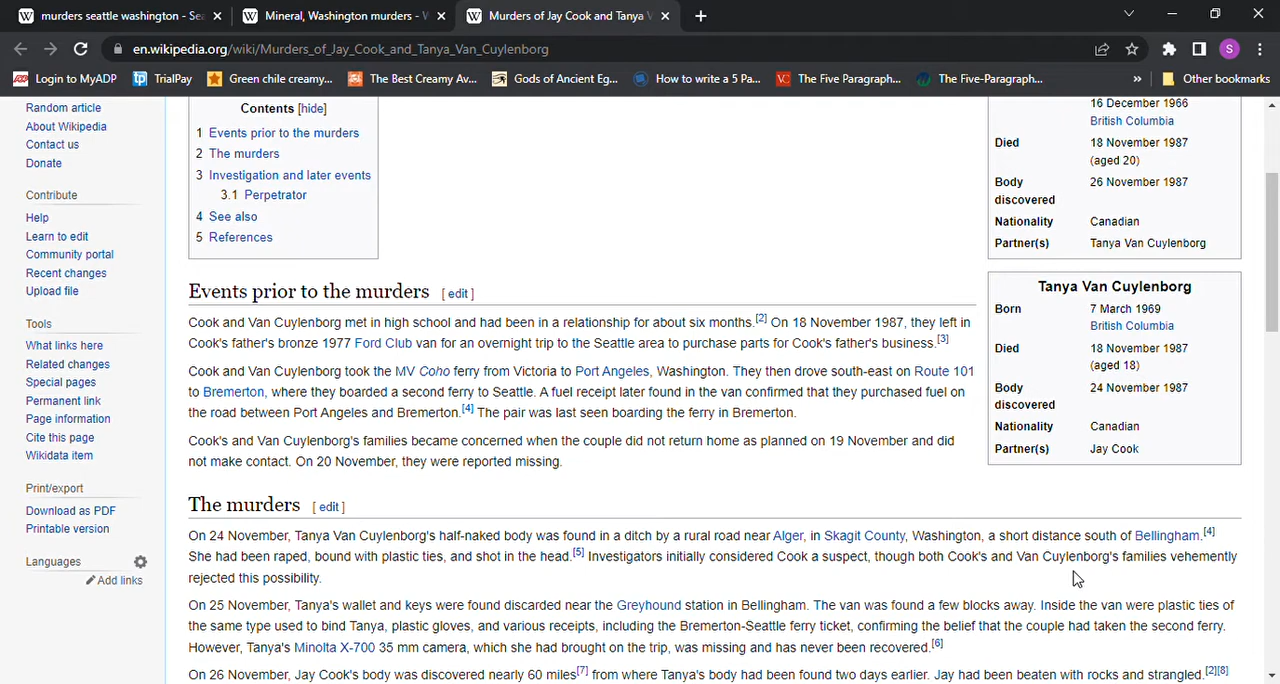 murders seattle washington - Sea
Mineral, Washington murders - W
Murders of Jay Cook and Tanya V
en.wikipedia.org/wiki/Murders_of_Jay_Cook_and_Tanya_Van_Cuylenborg
S
Login to MyADP
TrialPay
Green chile creamy...
The Best Creamy Av...
Gods of Ancient Eg...
How to write a 5 Pa...
The Five Paragraph...
The Five-Paragraph...
»
Other bookmarks
Random article
About Wikipedia
Contact us
Donate
Contribute
Help
Learn to edit
Community portal
Recent changes
Upload file
Tools
What links here
Related changes
Special pages
Permanent link
Page information
Cite this page
Wikidata item
Print/export
Download as PDF
Printable version
Languages
Add links
Contents [hide]
1 Events prior to the murders
2 The murders
3 Investigation and later events
3.1 Perpetrator
4 See also
5 References
Events prior to the murders [ edit ]
Cook and Van Cuylenborg met in high school and had been in a relationship for about six months.[2] On 18 November 1987, they left in
Cook's father's bronze 1977 Ford Club van for an overnight trip to the Seattle area to purchase parts for Cook's father's business.[3]
Cook and Van Cuylenborg took the MV Coho ferry from Victoria to Port Angeles, Washington. They then drove south-east on Route 101
to Bremerton, where they boarded a second ferry to Seattle. A fuel receipt later found in the van confirmed that they purchased fuel on
the road between Port Angeles and Bremerton.[4] The pair was last seen boarding the ferry in Bremerton.
Cook's and Van Cuylenborg's families became concerned when the couple did not return home as planned on 19 November and did
not make contact. On 20 November, they were reported missing.
16 December 1966
British Columbia
Died 18 November 1987
(aged 20)
Body discovered 26 November 1987
Nationality Canadian
Partner(s) Tanya Van Cuylenborg
Tanya Van Cuylenborg
Born 7 March 1969
British Columbia
Died 18 November 1987
(aged 18)
Body discovered 24 November 1987
Nationality Canadian
Partner(s) Jay Cook
The murders [ edit ]
On 24 November, Tanya Van Cuylenborg's half-naked body was found in a ditch by a rural road near Alger, in Skagit County, Washington, a short distance south of Bellingham.[4]
She had been raped, bound with plastic ties, and shot in the head.[5] Investigators initially considered Cook a suspect, though both Cook's and Van Cuylenborg's families vehemently
rejected this possibility.
On 25 November, Tanya's wallet and keys were found discarded near the Greyhound station in Bellingham. The van was found a few blocks away. Inside the van were plastic ties of
the same type used to bind Tanya, plastic gloves, and various receipts, including the Bremerton-Seattle ferry ticket, confirming the belief that the couple had taken the second ferry.
However, Tanya's Minolta X-700 35 mm camera, which she had brought on the trip, was missing and has never been recovered.[6]
On 26 November, Jay Cook's body was discovered nearly 60 miles[7] from where Tanya's body had been found two days earlier. Jay had been beaten with rocks and strangled.[2][8]